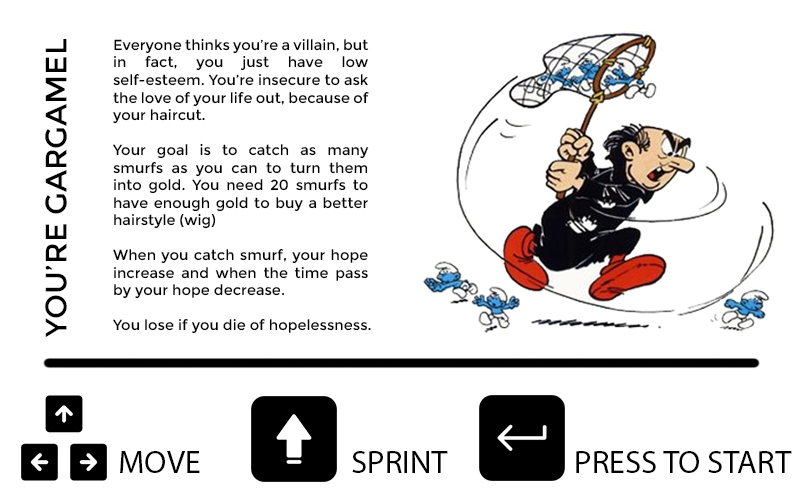 YOU'RE GARGAMEL
Everyone thinks you're a villain, but
in fact, you just have low
self-esteem. You're insecure to ask
the love of your life out, because of
your haircut.
Your goal is to catch as many
smurfs as you can to turn them
into gold. You need 20 smurfs to
have enough gold to buy a better
hairstyle (wig)
When you catch smurf, your hope
increase and when the time pass
by your hope decrease.
You lose if you die of hopelessness.
MOVE
SPRINT
PRESS TO START